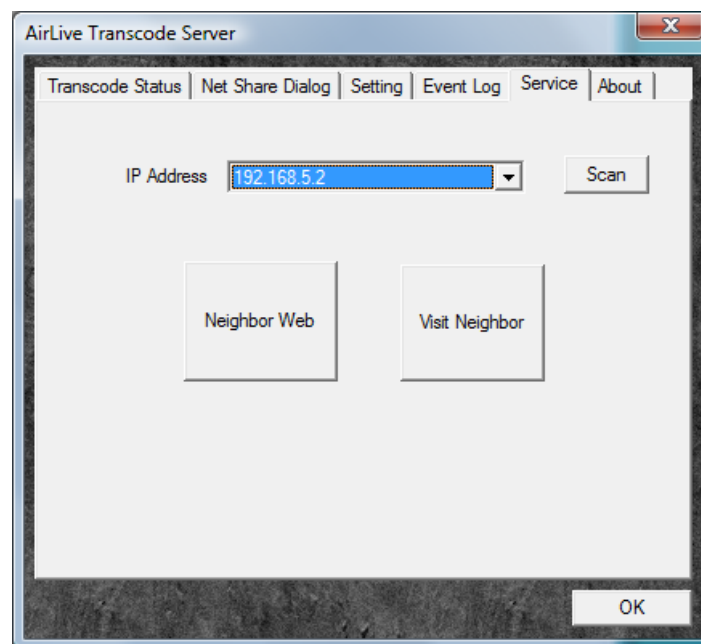 AirLive Transcode Server
Transcode Status Net Share Dialog Setting Event Log Service About
IP Address 192.168.5.2 Scan
Neighbor Web Visit Neighbor
OK